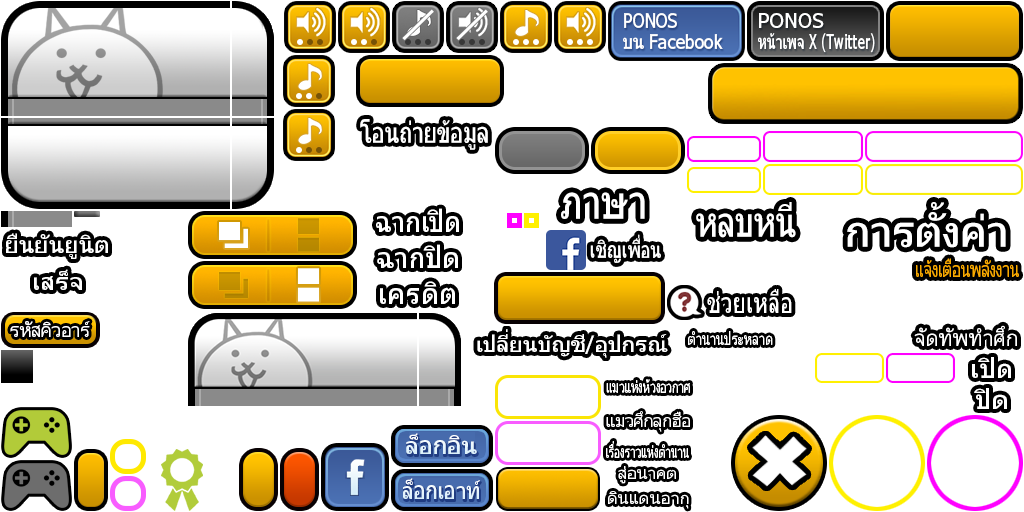 PONOS
บน Facebook
PONOS
หน้าเพจ X (Twitter)
โอนถ่ายข้อมูล
ภาษา
หลบหนี
การตั้งค่า
ยืนยันยูนิต
เสร็จ
ฉากเปิด
ฉากปิด
เครดิต
เชิญเพื่อน
แจ้งเตือนพลังงาน
ช่วยเหลือ
รหัสคิวอาร์
เปลี่ยนบัญชี/อุปกรณ์
ตำนานประหลาด
จัดทัพทำศึก
เปิด
ปิด
แมวแห่งห้วงอวกาศ
แมวศึกลุกฮือ
เรื่องราวแห่งตำนาน
สู่อนาคต
ดินแดนอากุ
ล็อกอิน
ล็อกเอาท์